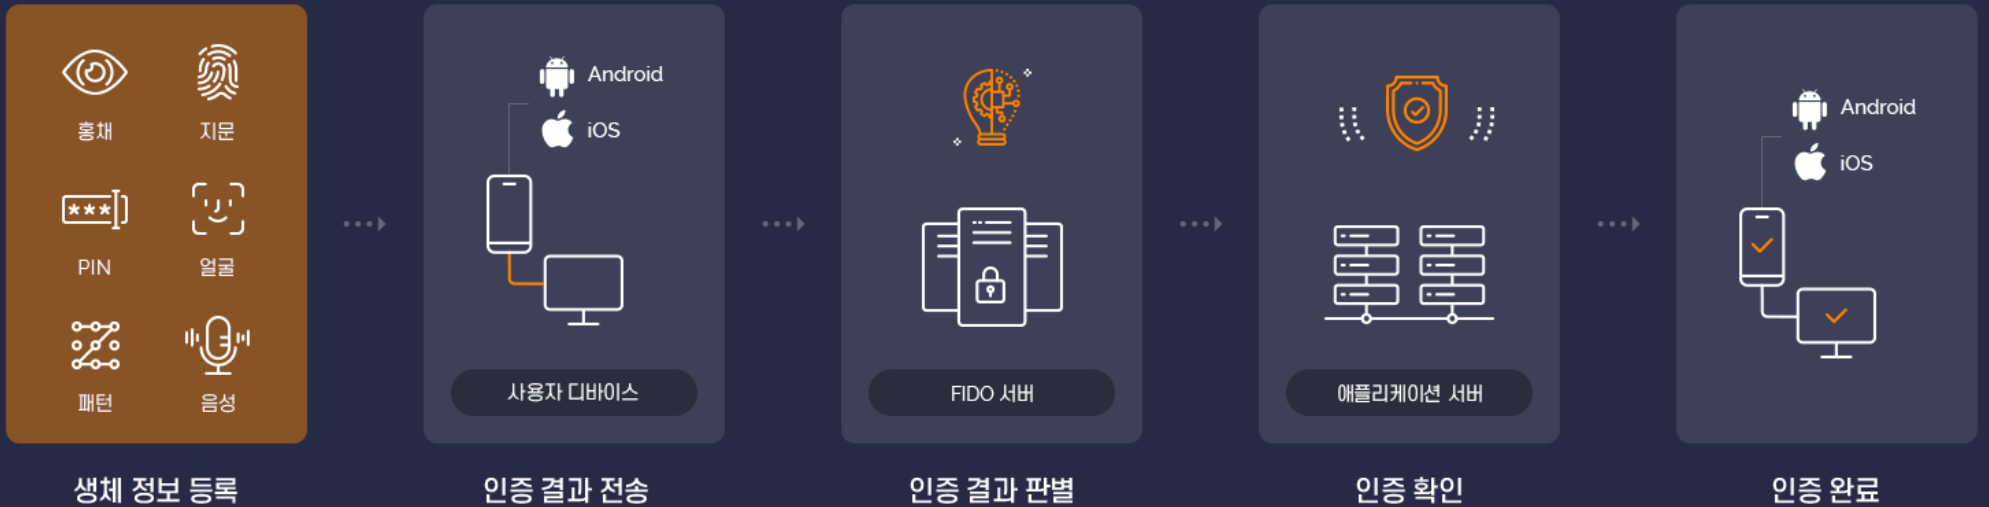 홍채
지문
***
PIN
얼굴
패턴
음성
생체 정보 등록
Android
iOS
사용자 디바이스
인증 결과 전송
FIDO 서버
인증 결과 판별
애플리케이션 서버
인증 확인
Android
iOS
인증 완료